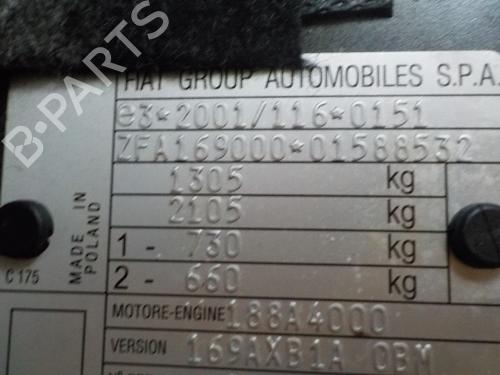 B-PARTS
FIAT GROUP AUTOMOBILES S.P.A
e3*2001/116*0151
ZFA169000*01588532
1305 kg
2105 kg
1 - 730 kg
2 - 660 kg
MADE IN POLAND
C 175
MOTORE-ENGINE 188A4000
VERSION 169AXB1A 0BM